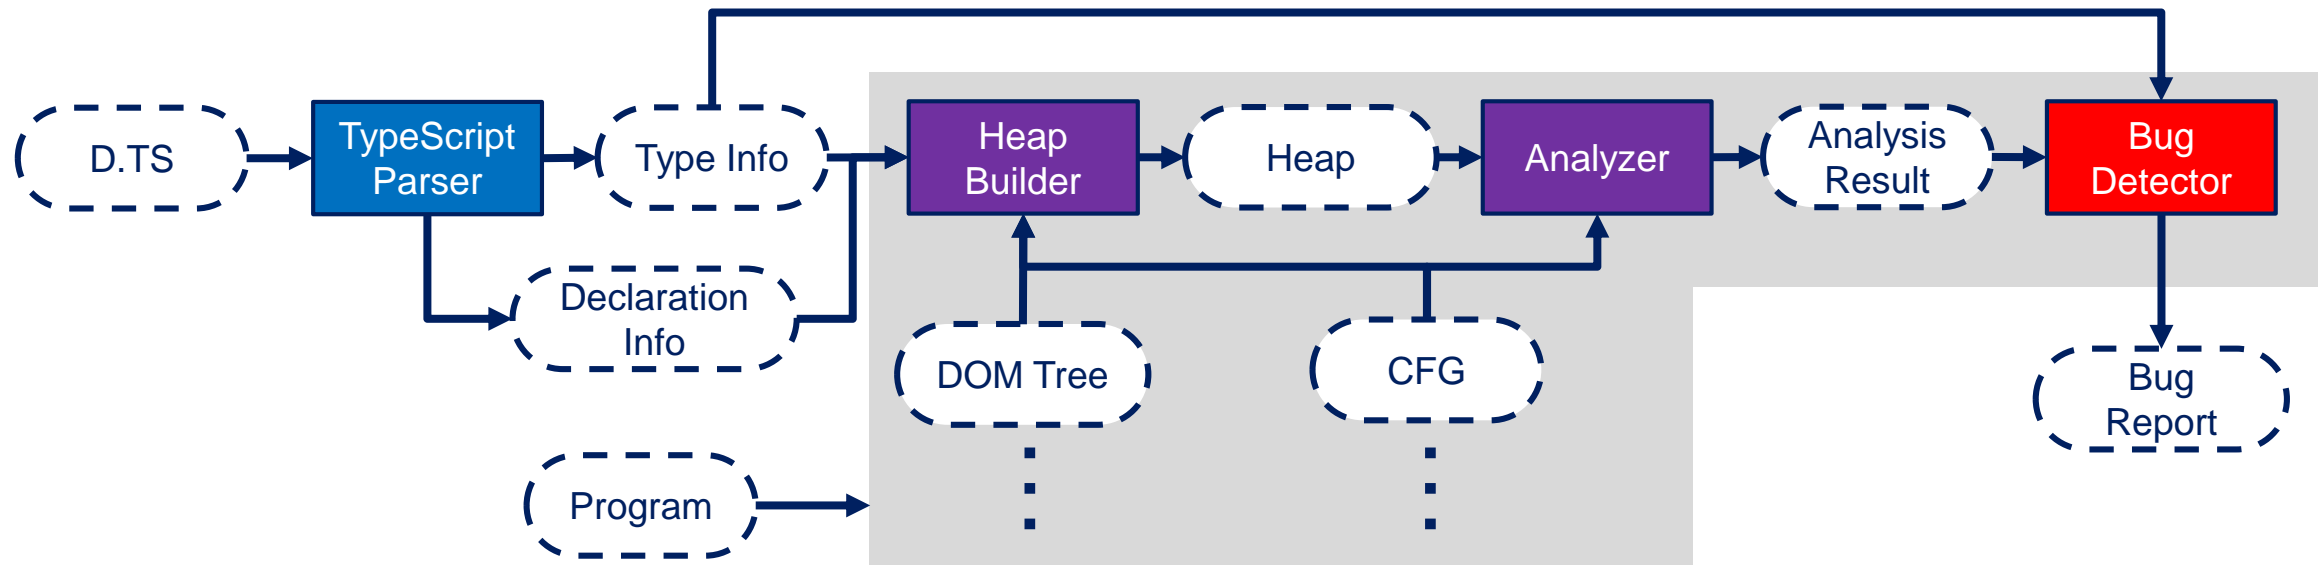 D.TS
TypeScript
Parser
Type Info
Heap
Builder
Heap
Analyzer
Analysis
Result
Bug
Detector
Declaration
Info
DOM Tree
CFG
Bug
Report
Program